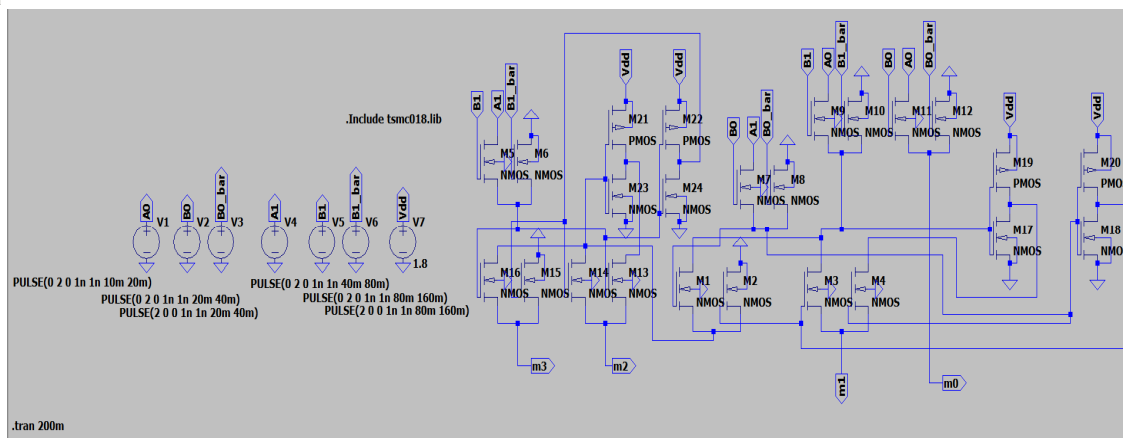 B1
A0
B1_bar
B0
A0
B0_bar
Vdd
Vdd
B1
A1
B1_bar
M9
M10
M11
M12
NMOS
NMOS
NMOS
NMOS
Vdd
Vdd
.Include tsmc018.lib
M21
M22
PMOS
PMOS
B0
A1
B0_bar
M5
M6
NMOS
NMOS
M19
M20
PMOS
PMOS
M23
M24
NMOS
NMOS
M7
M8
NMOS
NMOS
A0
B0
B0_bar
A1
B1
B1_bar
Vdd
V1
V2
V3
V4
V5
V6
V7
1.8
M17
M18
NMOS
NMOS
M16
M15
M14
M13
NMOS
NMOS
NMOS
NMOS
M1
M2
M3
M4
NMOS
NMOS
NMOS
NMOS
PULSE(0 2 0 1n 1n 10m 20m)
PULSE(0 2 0 1n 1n 20m 40m)
PULSE(2 0 0 1n 1n 20m 40m)
PULSE(0 2 0 1n 1n 40m 80m)
PULSE(0 2 0 1n 1n 80m 160m)
PULSE(2 0 0 1n 1n 80m 160m)
m3
m2
m1
m0
.tran 200m